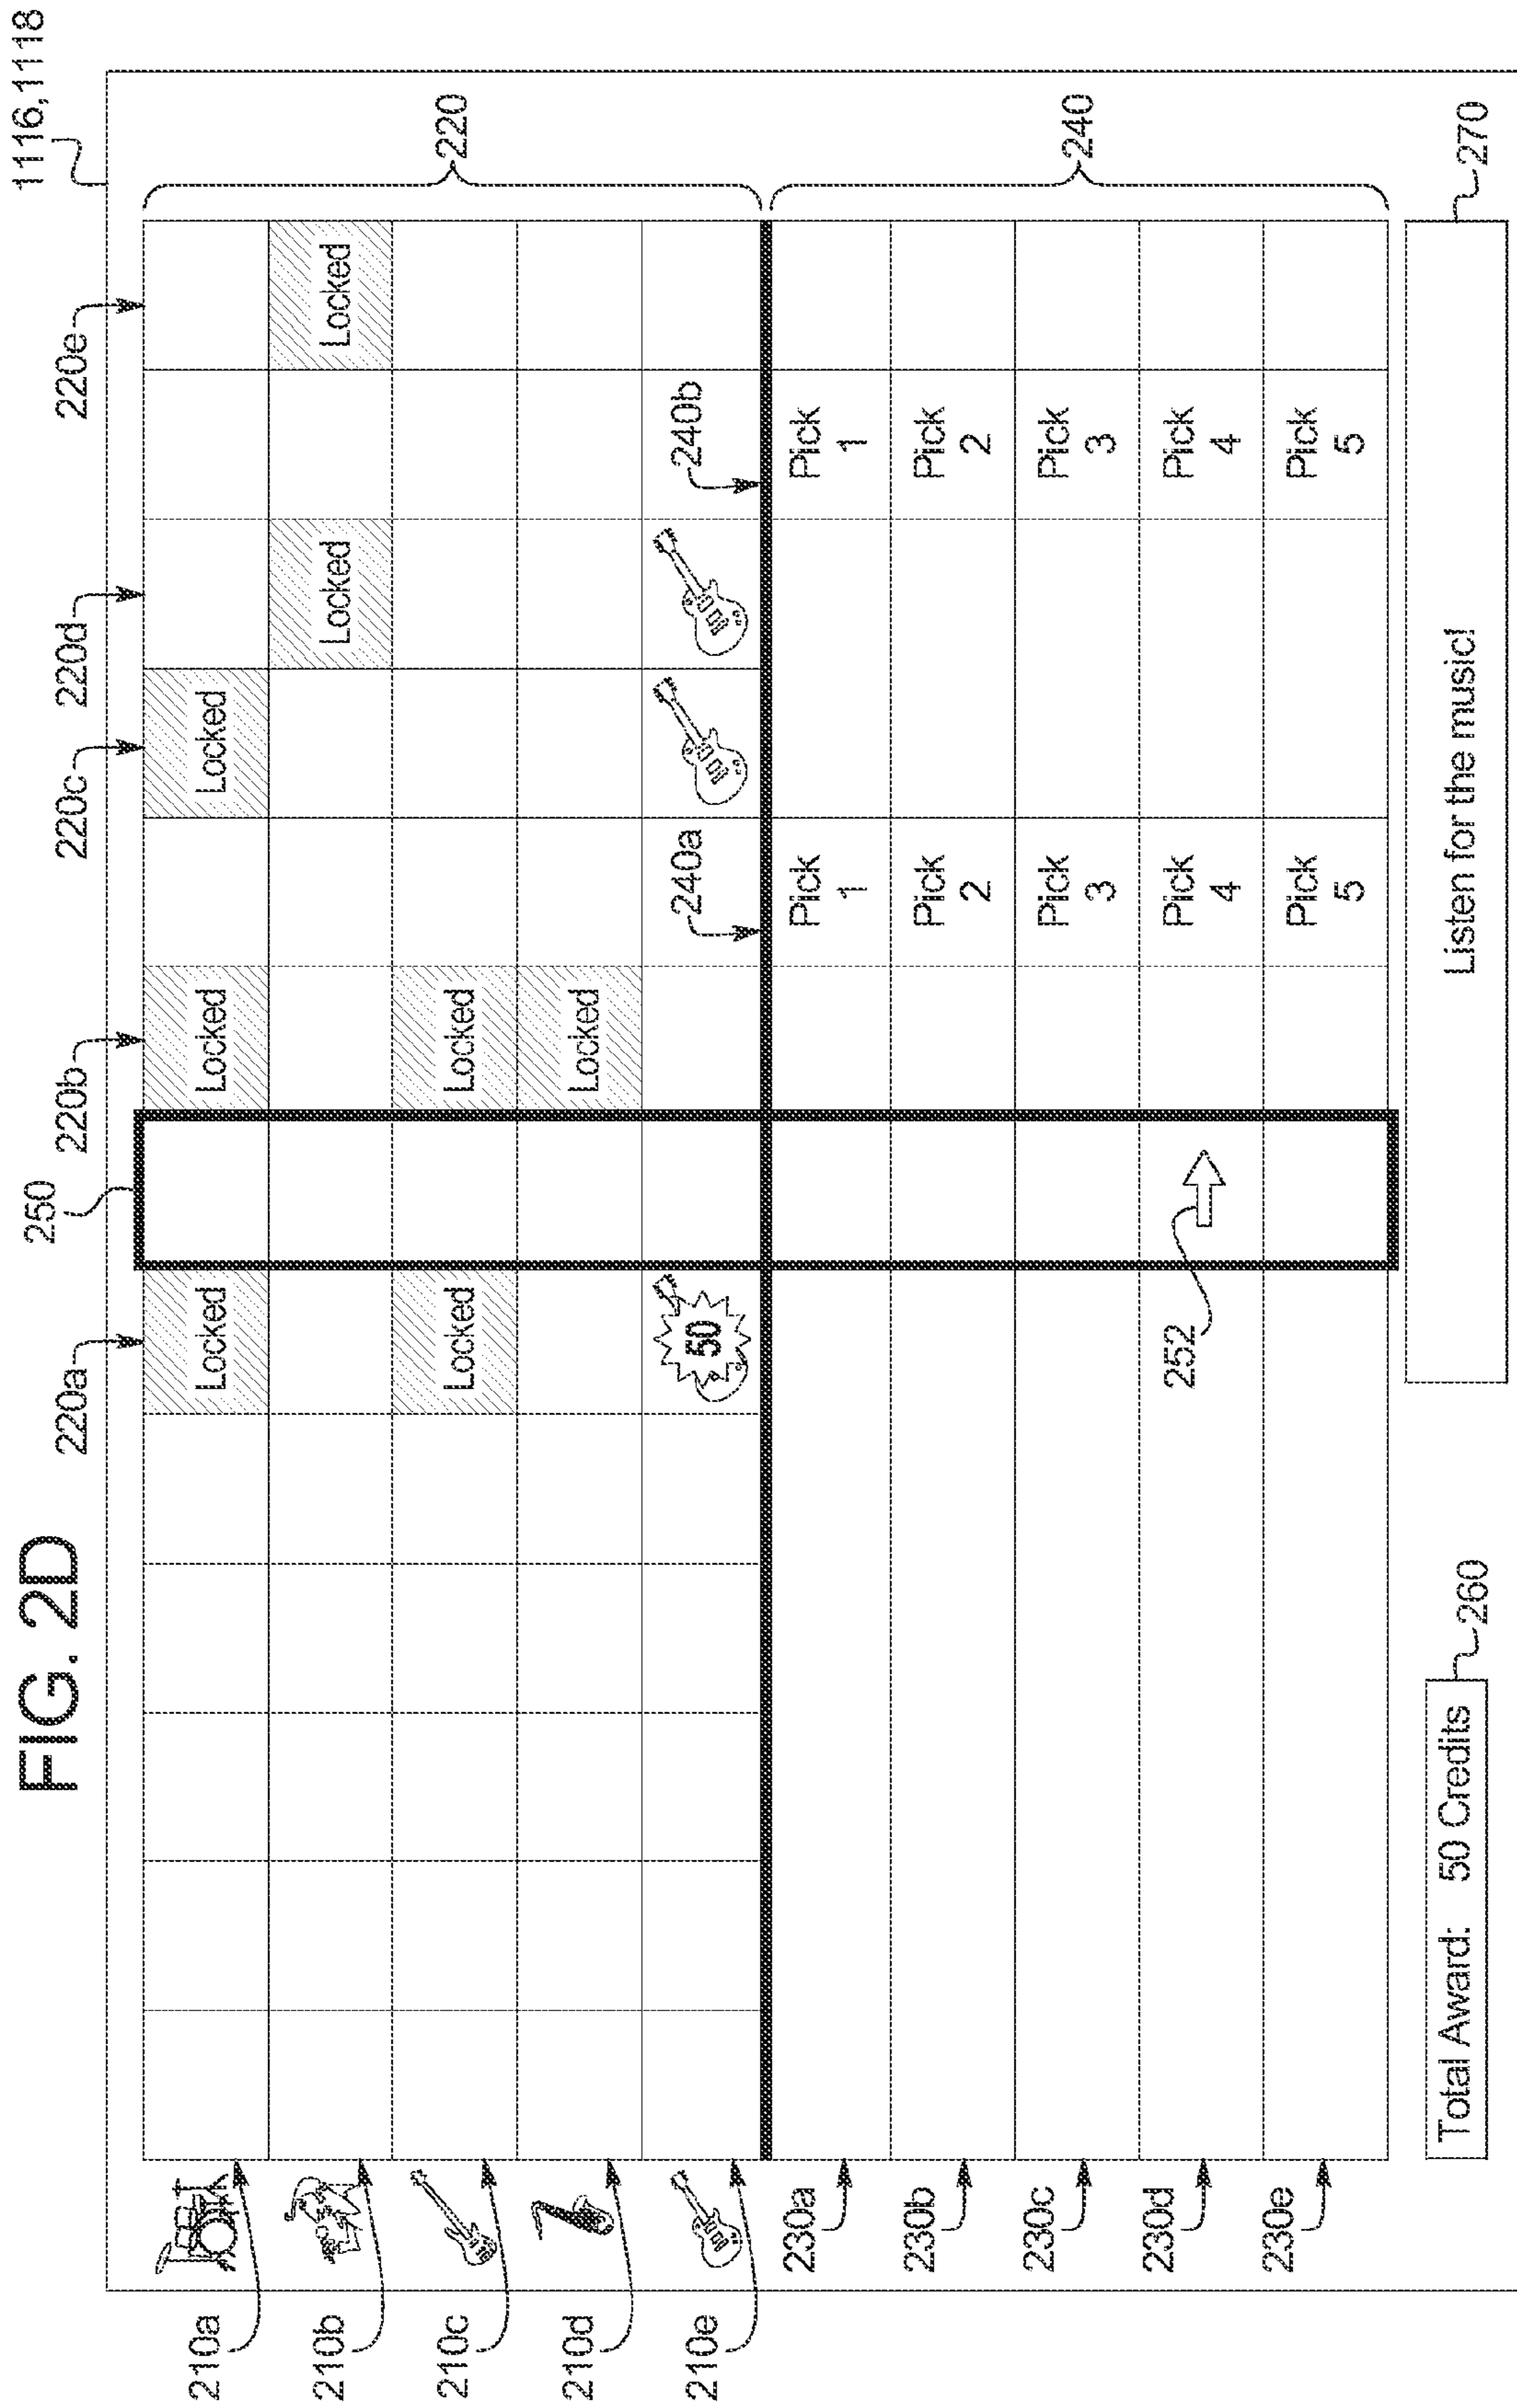 FIG. 2D
1116,1118
250
220a
220b
220c
220d
220e
210a
Locked
Locked
Locked
220
210b
Locked
Locked
210c
Locked
Locked
210d
Locked
210e
50
240a
240b
230a
Pick
1
Pick
1
240
230b
Pick
2
Pick
2
230c
Pick
3
Pick
3
230d
252
Pick
4
Pick
4
230e
Pick
5
Pick
5
Total Award: 50 Credits
260
Listen for the music!
270